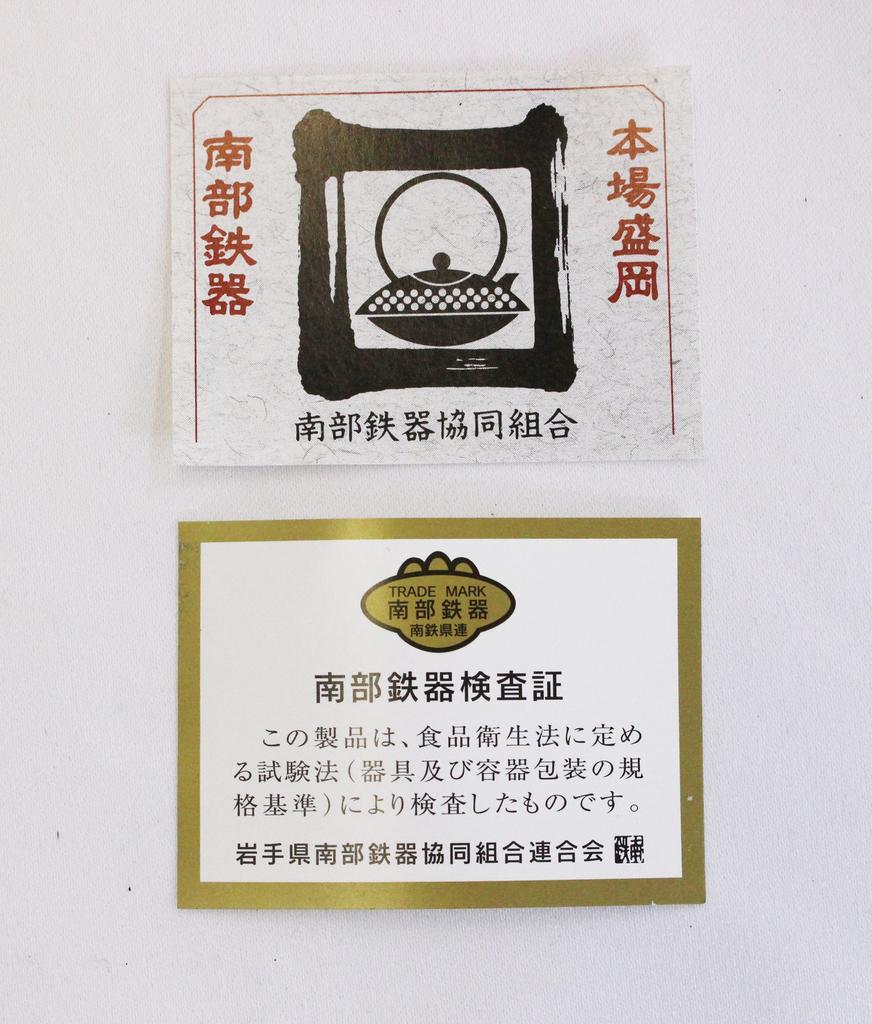 本場盛岡
南部鉄器
南部鉄器協同組合
TRADE MARK
南部鉄器
南鉄県連
南部鉄器検査証
この製品は、食品衛生法に定め
る試験法(器具及び容器包装の規
格基準)により検査したものです。
岩手県南部鉄器協同組合連合会